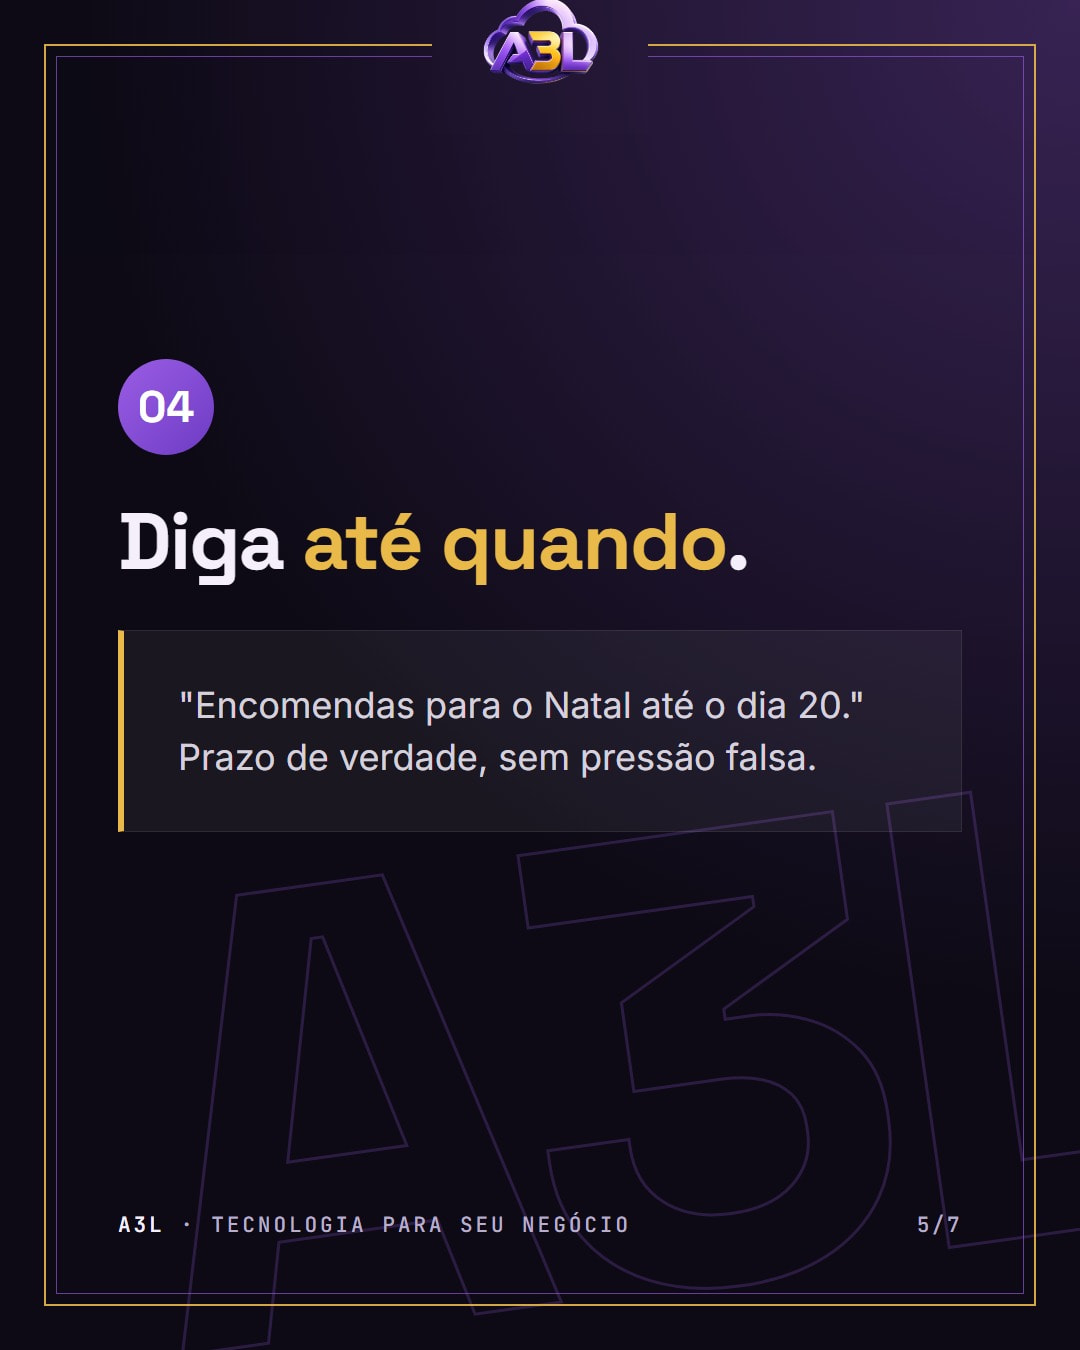 A3L
04
Diga até quando.
"Encomendas para o Natal até o dia 20."
Prazo de verdade, sem pressão falsa.
A3L
A3L · TECNOLOGIA PARA SEU NEGÓCIO 5/7